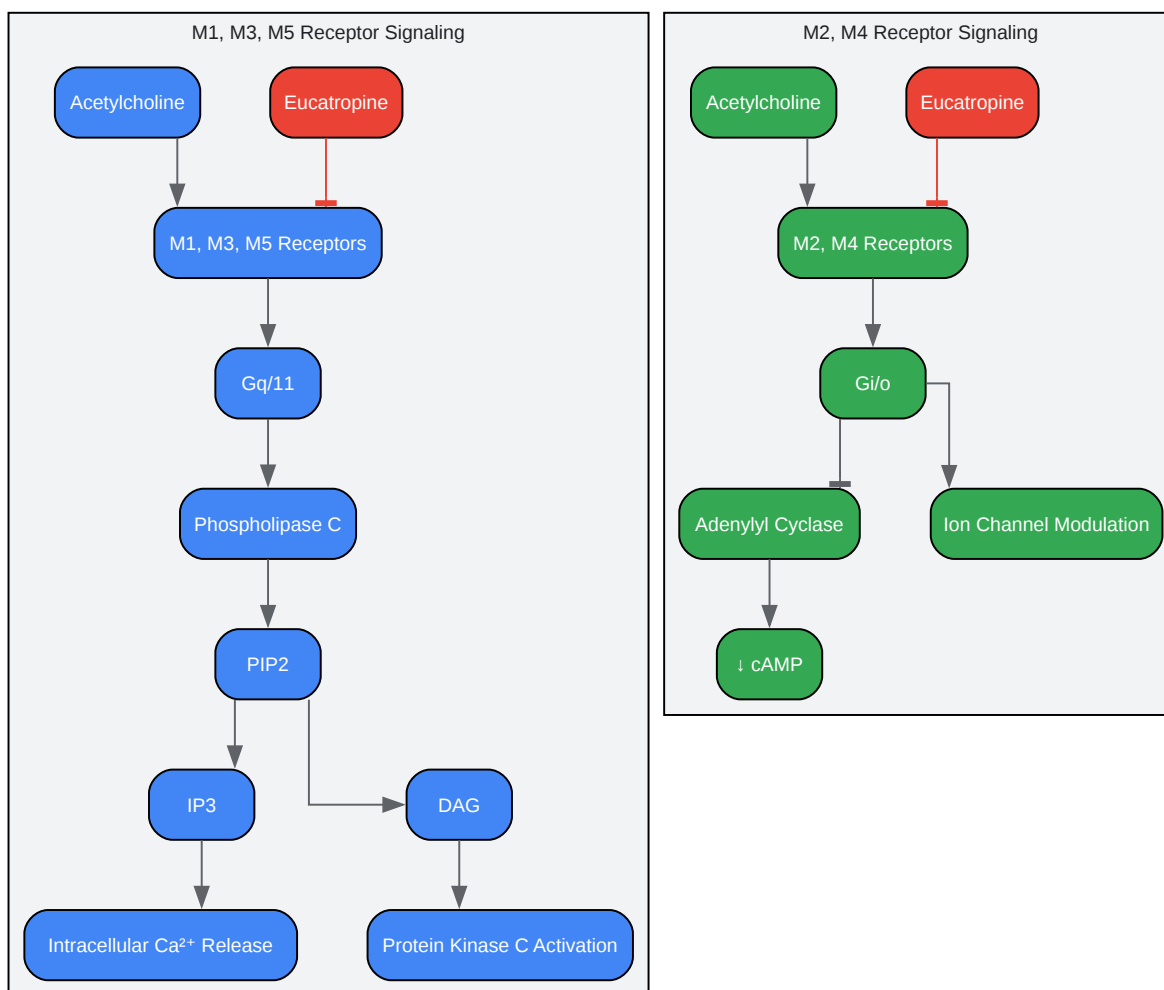 M1, M3, M5 Receptor Signaling
Acetylcholine
Eucatropine
M1, M3, M5 Receptors
Gq/11
Phospholipase C
PIP2
IP3
DAG
Intracellular Ca²⁺ Release
Protein Kinase C Activation
M2, M4 Receptor Signaling
Acetylcholine
Eucatropine
M2, M4 Receptors
Gi/o
Adenylyl Cyclase
Ion Channel Modulation
↓ cAMP